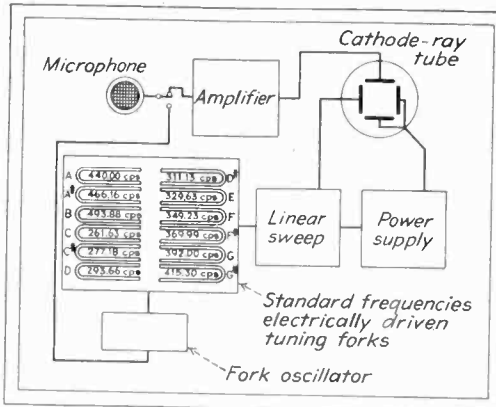 Cathode-ray
tube
Microphone
Amplifier
A 440.00 cps 311.13 cps D#
A# 466.16 cps 329.63 cps E
B 493.88 cps 349.23 cps F
C 261.63 cps 369.99 cps F#
C# 277.18 cps 392.00 cps G
D 293.66 cps 415.30 cps G#
Linear
sweep
Power
supply
Standard frequencies
electrically driven
tuning forks
Fork oscillator